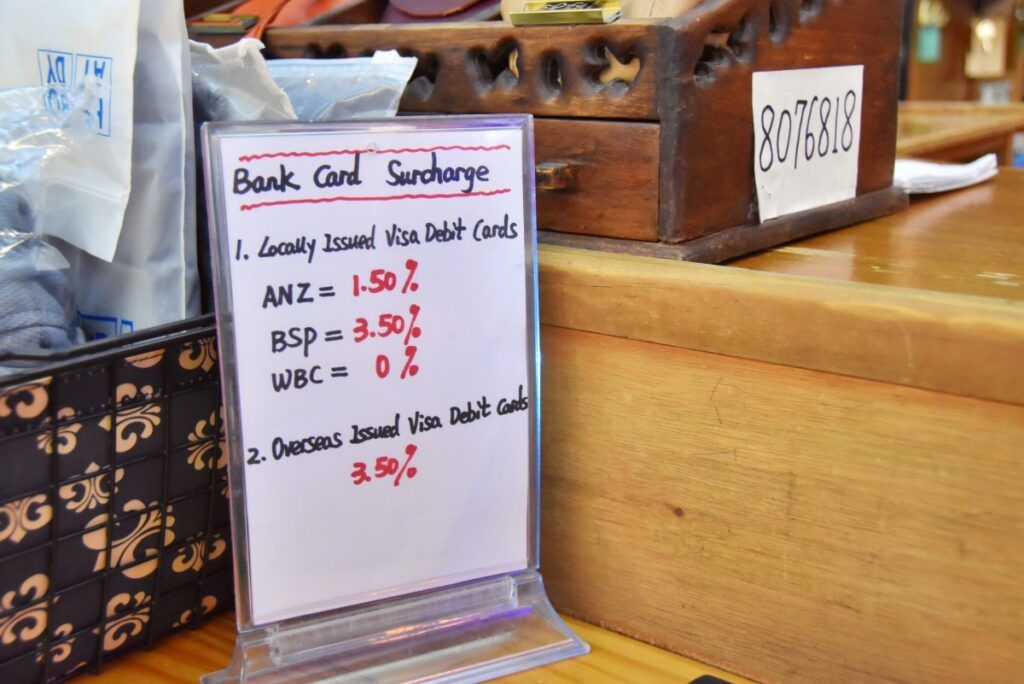 Bank Card Surcharge
1. Locally Issued Visa Debit Cards
ANZ = 1.50%
BSP = 3.50%
WBC = 0%
2. Overseas Issued Visa Debit Cards
3.50%
8076818